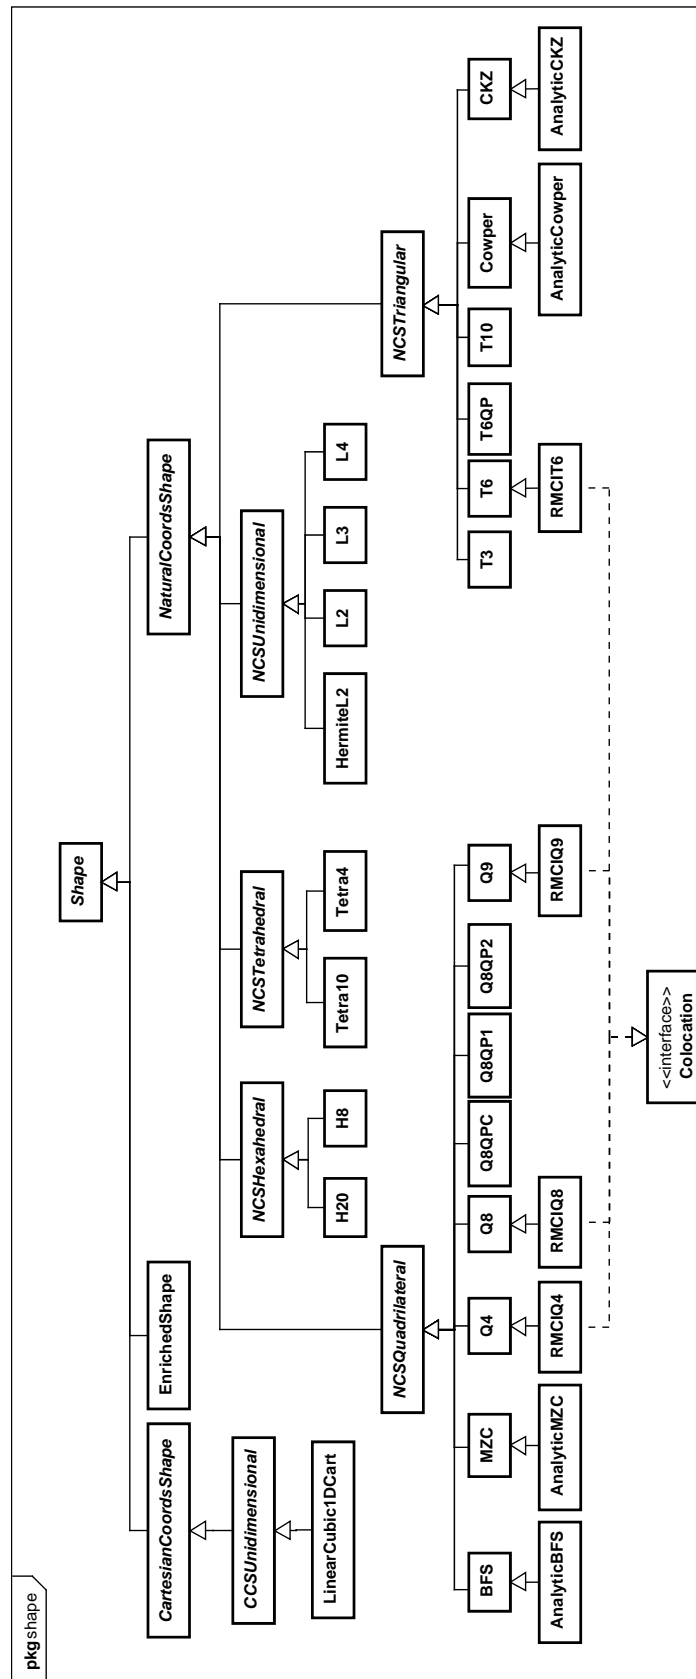 pkg shape
Shape
CartesianCoordsShape
EnrichedShape
NaturalCoordsShape
CCSUnidimensional
NCSHexahedral
NCSTetrahedral
NCSUnidimensional
LinearCubic1DCart
H20
H8
Tetra10
Tetra4
HermiteL2
L2
L3
L4
NCSQuadrilateral
NCSTriangular
BFS
MZC
Q4
Q8
Q8QPC
Q8QP1
Q8QP2
Q9
T3
T6
T6QP
T10
Cowper
CKZ
AnalyticBFS
AnalyticMZC
RMCIQ4
RMCIQ8
RMCIQ9
RMCIT6
AnalyticCowper
AnalyticCKZ
<<interface>>
Colocation